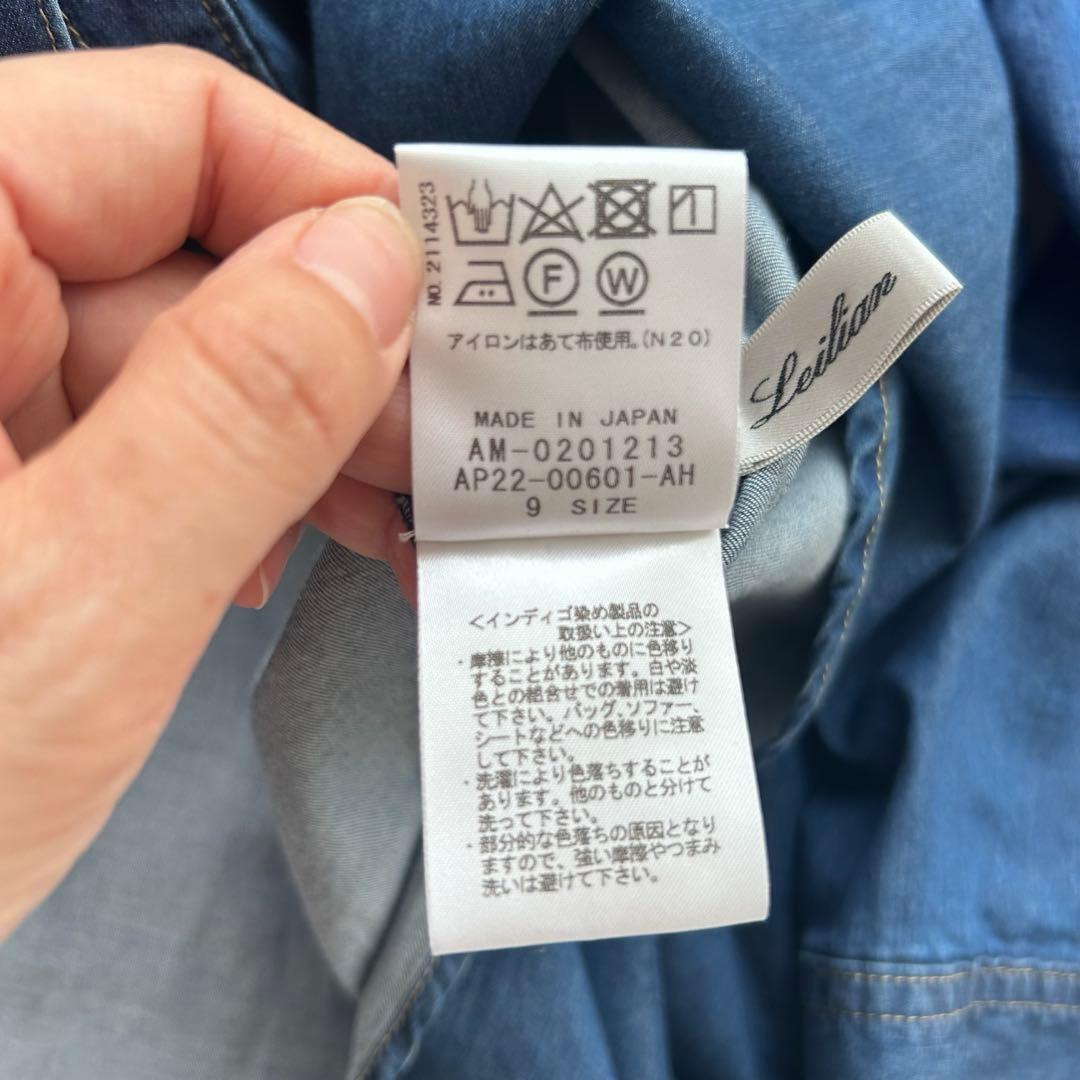 NO. 2114323
F
W
アイロンはあて布使用。(N20)
MADE IN JAPAN
AM-0201213
AP22-00601-AH
9 SIZE
Leilian
<インディゴ染め製品の
取扱い上の注意>
・摩擦により他のものに色移り
することがあります。白や淡
色との組合せでの着用は避け
て下さい。バッグ、ソファー、
シートなどへの色移りに注意
して下さい。
・洗濯により色落ちすることが
あります。他のものと分けて
洗って下さい。
・部分的な色落ちの原因となり
ますので、強い摩擦やつまみ
洗いは避けて下さい。